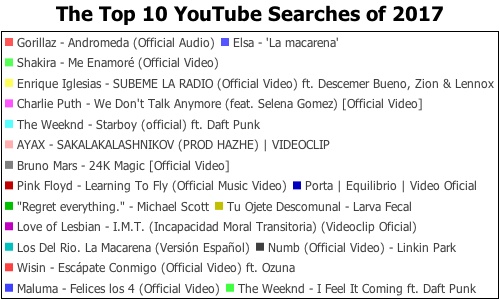 The Top 10 YouTube Searches of 2017
Gorillaz - Andromeda (Official Audio) Elsa - 'La macarena'
Shakira - Me Enamoré (Official Video)
Enrique Iglesias - SUBEME LA RADIO (Official Video) ft. Descemer Bueno, Zion & Lennox
Charlie Puth - We Don't Talk Anymore (feat. Selena Gomez) [Official Video]
The Weeknd - Starboy (official) ft. Daft Punk
AYAX - SAKALAKALASHNIKOV (PROD HAZHE) | VIDEOCLIP
Bruno Mars - 24K Magic [Official Video]
Pink Floyd - Learning To Fly (Official Music Video) Porta | Equilibrio | Video Oficial
"Regret everything." - Michael Scott Tu Ojete Descomunal - Larva Fecal
Love of Lesbian - I.M.T. (Incapacidad Moral Transitoria) (Videoclip Oficial)
Los Del Rio. La Macarena (Versión Español) Numb (Official Video) - Linkin Park
Wisin - Escápate Conmigo (Official Video) ft. Ozuna
Maluma - Felices los 4 (Official Video) The Weeknd - I Feel It Coming ft. Daft Punk